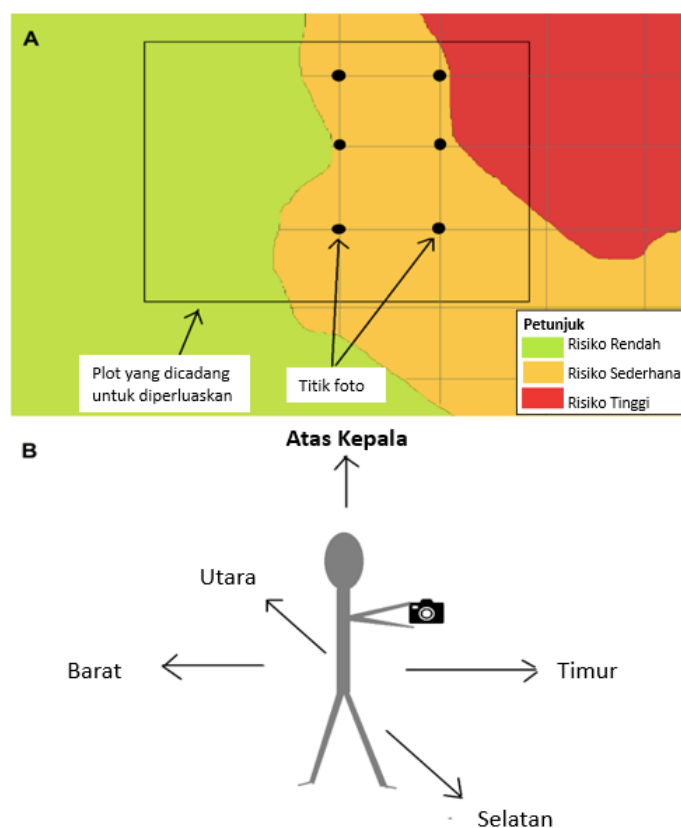 A
Petunjuk
Risiko Rendah
Risiko Sederhana
Risiko Tinggi
Plot yang dicadang
untuk diperluaskan
Titik foto
B
Atas Kepala
Utara
Barat
Timur
Selatan